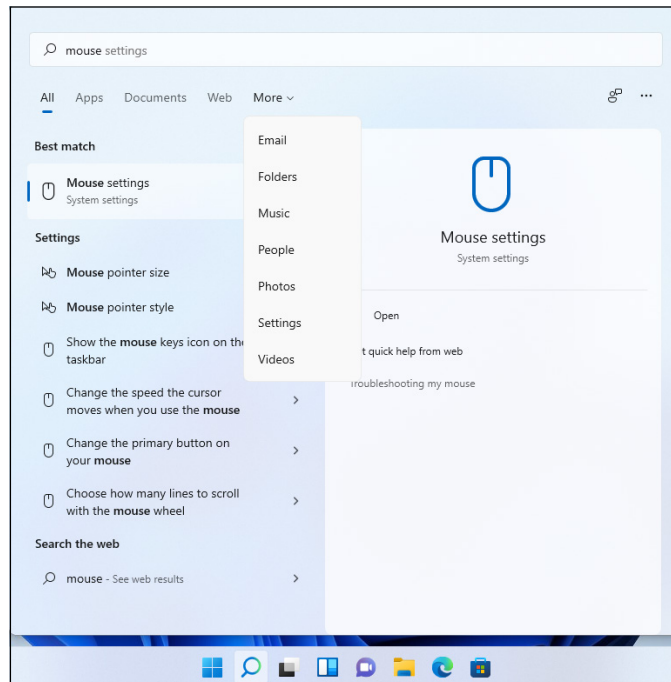 mouse settings
All Apps Documents Web More
Best match
Mouse settings
System settings
Settings
Mouse pointer size
Mouse pointer style
Show the mouse keys icon on the
taskbar
Change the speed the cursor
moves when you use the mouse
Change the primary button on
your mouse
Choose how many lines to scroll
with the mouse wheel
Search the web
mouse - See web results
Email
Folders
Music
People
Photos
Settings
Videos
Mouse settings
System settings
Open
t quick help from web
Troubleshooting my mouse